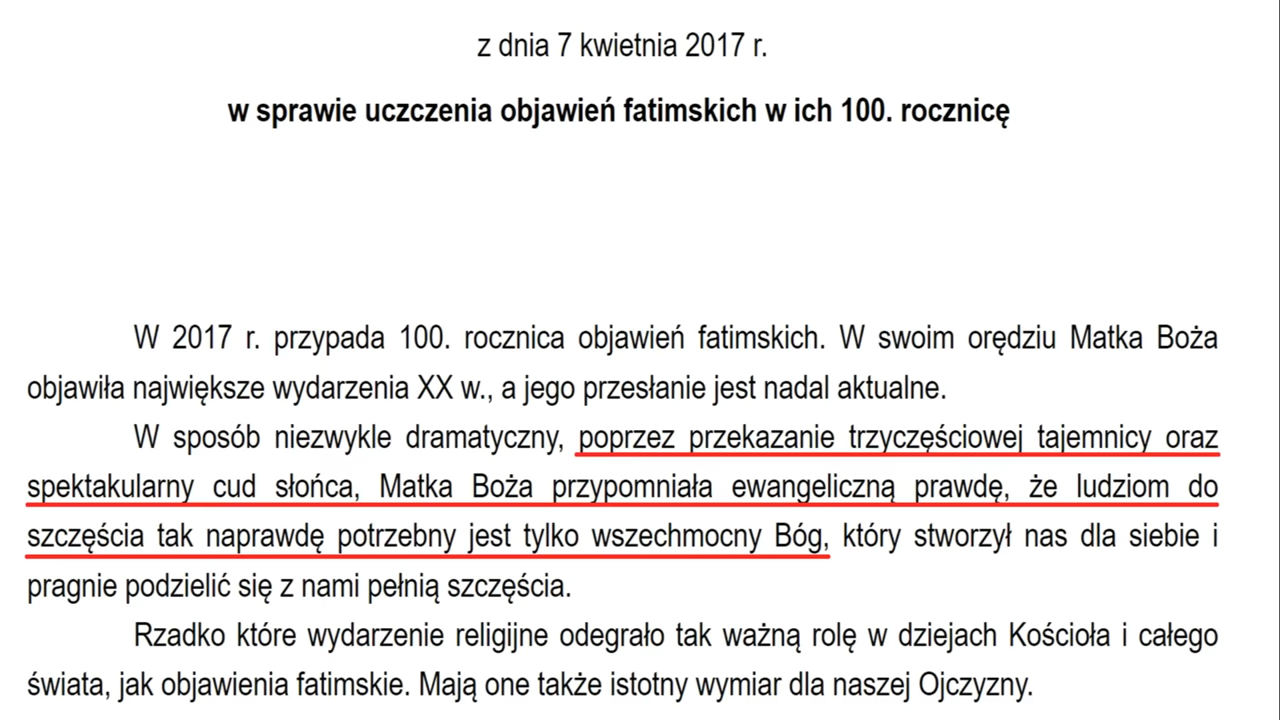 z dnia 7 kwietnia 2017 r.
w sprawie uczczenia objawień fatimskich w ich 100. rocznicę
W 2017 r. przypada 100. rocznica objawień fatimskich. W swoim orędziu Matka Boża
objawiła największe wydarzenia XX w., a jego przesłanie jest nadal aktualne.
W sposób niezwykle dramatyczny, poprzez przekazanie trzyczęściowej tajemnicy oraz
spektakularny cud słońca, Matka Boża przypomniała ewangeliczną prawdę, że ludziom do
szczęścia tak naprawdę potrzebny jest tylko wszechmocny Bóg, który stworzył nas dla siebie i
pragnie podzielić się z nami pełnią szczęścia.
Rzadko które wydarzenie religijne odegrało tak ważną rolę w dziejach Kościoła i całego
świata, jak objawienia fatimskie. Mają one także istotny wymiar dla naszej Ojczyzny.